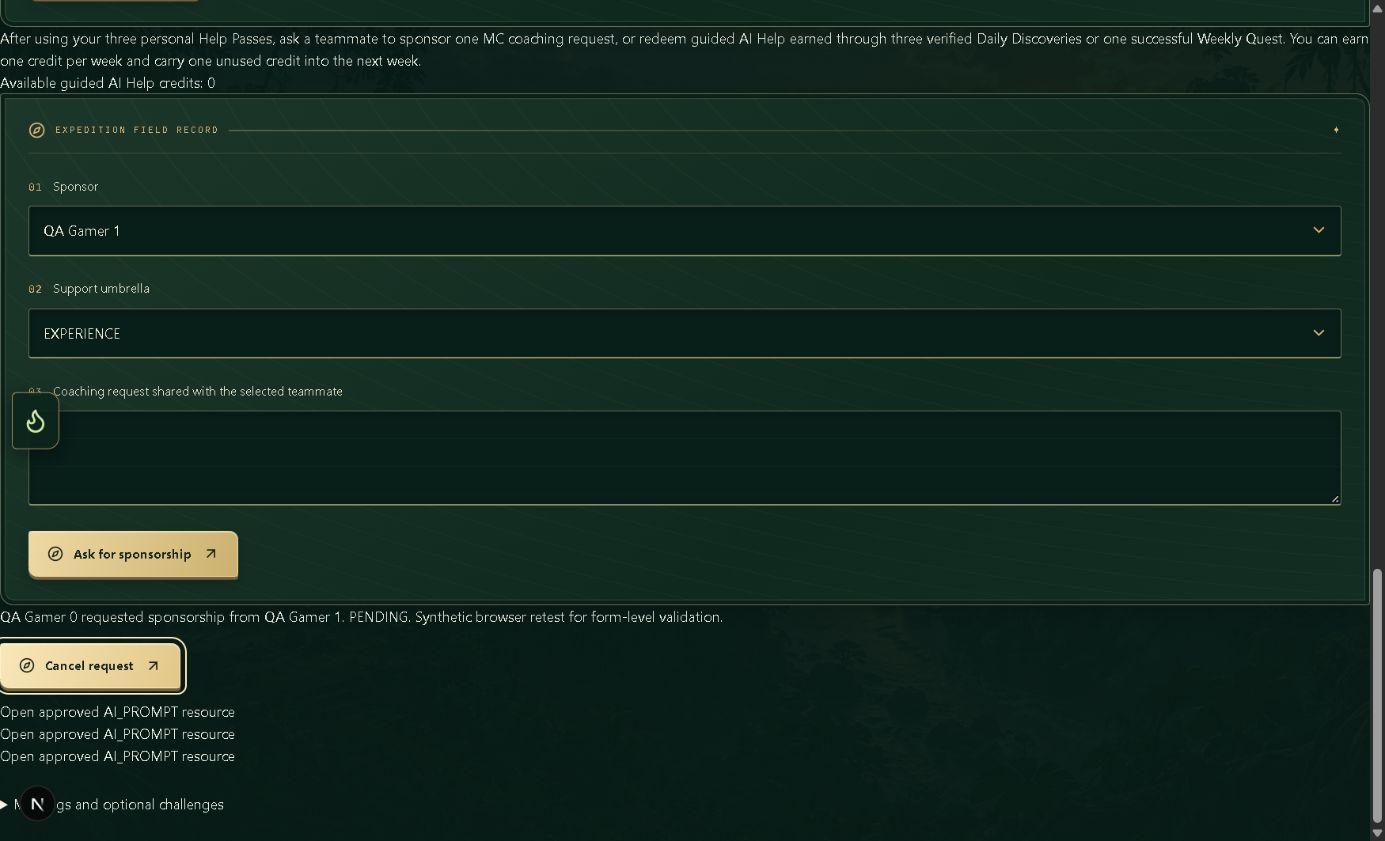 After using your three personal Help Passes, ask a teammate to sponsor one MC coaching request, or redeem guided AI Help earned through three verified Daily Discoveries or one successful Weekly Quest. You can earn
one credit per week and carry one unused credit into the next week.
Available guided AI Help credits: 0
EXPEDITION FIELD RECORD
01 Sponsor
QA Gamer 1
02 Support umbrella
EXPERIENCE
03 Coaching request shared with the selected teammate
Ask for sponsorship
QA Gamer 0 requested sponsorship from QA Gamer 1. PENDING. Synthetic browser retest for form-level validation.
Cancel request
Open approved AI_PROMPT resource
Open approved AI_PROMPT resource
Open approved AI_PROMPT resource
N
gs and optional challenges